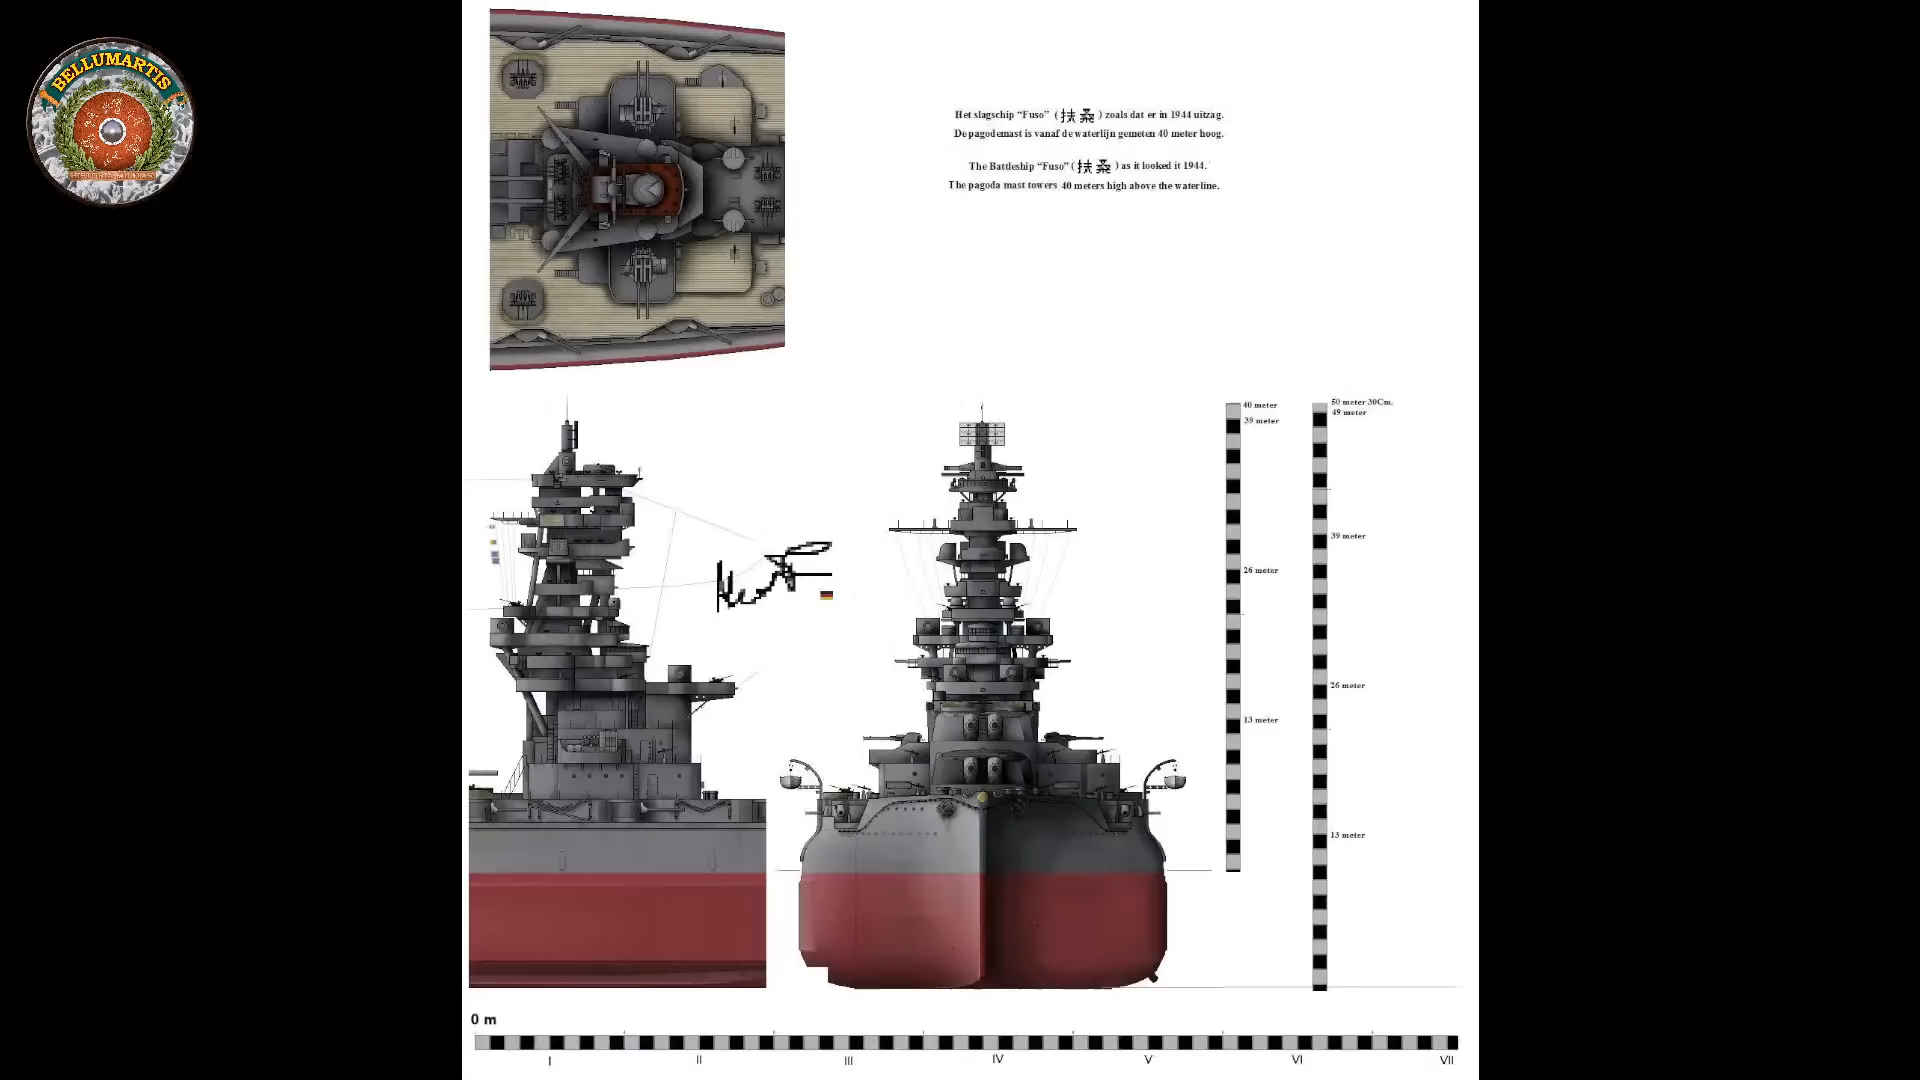 BELLUMARTIS
Het slagschip “Fuso” (扶桑) zoals dat er in 1944 uitzag.
De pagodemast is vanaf de waterlijn gemeten 40 meter hoog.
The Battleship “Fuso” (扶桑) as it looked it 1944.
The pagoda mast towers 40 meters high above the waterline.
40 meter
39 meter
26 meter
13 meter
50 meter 30Cm.
49 meter
39 meter
26 meter
13 meter
0 m
I II III IV V VI VII